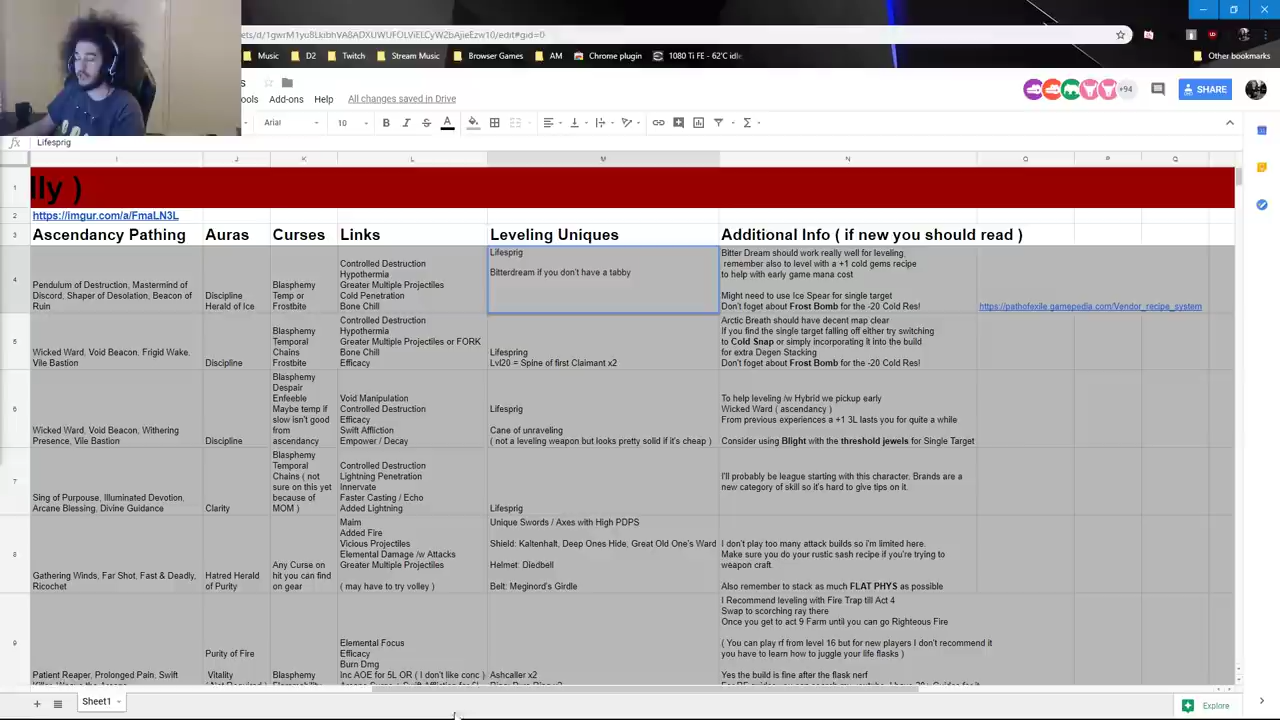 ets/d/1gwrM1yu8LkibhVA8ADXUWUFOLViELCyW2bAjieEzw10/edit#gid=0
Music
D2
Twitch
Stream Music
Browser Games
AM
Chrome plugin
1080 Ti FE - 62°C idle
Other bookmarks
S
ools
Add-ons
Help
All changes saved in Drive
+94
SHARE
Arial
10
fx
Lifesprig
I
J
K
L
M
N
O
P
Q
1
lly )
2
https://imgur.com/a/FmaLN3L
3
Ascendancy Pathing
Auras
Curses
Links
Leveling Uniques
Additional Info ( if new you should read )
4
Pendulum of Destruction, Mastermind of
Discord, Shaper of Desolation, Beacon of
Ruin
Discipline
Herald of Ice
Blasphemy
Temp or
Frostbite
Controlled Destruction
Hypothermia
Greater Multiple Projectiles
Cold Penetration
Bone Chill
Lifesprig
Bitterdream if you don't have a tabby
Bitter Dream should work really well for leveling,
remember also to level with a +1 cold gems recipe
to help with early game mana cost
Might need to use Ice Spear for single target
Don't foget about Frost Bomb for the -20 Cold Res!
https://pathofexile.gamepedia.com/Vendor_recipe_system
5
Wicked Ward, Void Beacon, Frigid Wake,
Vile Bastion
Discipline
Blasphemy
Temporal
Chains
Frostbite
Controlled Destruction
Hypothermia
Greater Multiple Projectiles or FORK
Bone Chill
Efficacy
Lifespring
Lvl20 = Spine of first Claimant x2
Arctic Breath should have decent map clear
If you find the single target falling off either try switching
to Cold Snap or simply incorporating it into the build
for extra Degen Stacking
Don't foget about Frost Bomb for the -20 Cold Res!
6
Wicked Ward, Void Beacon, Withering
Presence, Vile Bastion
Discipline
Blasphemy
Despair
Enfeeble
Maybe temp if
slow isn't good
from
ascendancy
Void Manipulation
Controlled Destruction
Efficacy
Swift Affliction
Empower / Decay
Lifesprig
Cane of unraveling
( not a leveling weapon but looks pretty solid if it's cheap )
To help leveling /w Hybrid we pickup early
Wicked Ward ( ascendancy )
From previous experiences a +1 3L lasts you for quite a while
Consider using Blight with the threshold jewels for Single Target
7
Sing of Purpouse, Illuminated Devotion,
Arcane Blessing, Divine Guidance
Clarity
Blasphemy
Temporal
Chains ( not
sure on this yet
because of
MOM )
Controlled Destruction
Lightning Penetration
Innervate
Faster Casting / Echo
Added Lightning
Lifesprig
I'll probably be league starting with this character. Brands are a
new category of skill so it's hard to give tips on it.
8
Gathering Winds, Far Shot, Fast & Deadly,
Ricochet
Hatred Herald
of Purity
Any Curse on
hit you can find
on gear
Maim
Added Fire
Vicious Projectiles
Elemental Damage /w Attacks
Greater Multiple Projectiles
( may have to try volley )
Unique Swords / Axes with High PDPS
Shield: Kaltenhalt, Deep Ones Hide, Great Old One's Ward
Helmet: Diedbell
Belt: Meginord's Girdle
I don't play too many attack builds so i'm limited here.
Make sure you do your rustic sash recipe if you're trying to
weapon craft.
Also remember to stack as much FLAT PHYS as possible
9
Patient Reaper, Prolonged Pain, Swift
Purity of Fire
Vitality
Blasphemy
Elemental Focus
Efficacy
Burn Dmg
Inc AOE for 5L OR ( I don't like conc )
Ashcaller x2
I Recommend leveling with Fire Trap till Act 4
Swap to scorching ray there
Once you get to act 9 Farm until you can go Righteous Fire
( You can play rf from level 16 but for new players I don't recommend it
you have to learn how to juggle your life flasks )
Yes the build is fine after the flask nerf
Sheet1
Explore